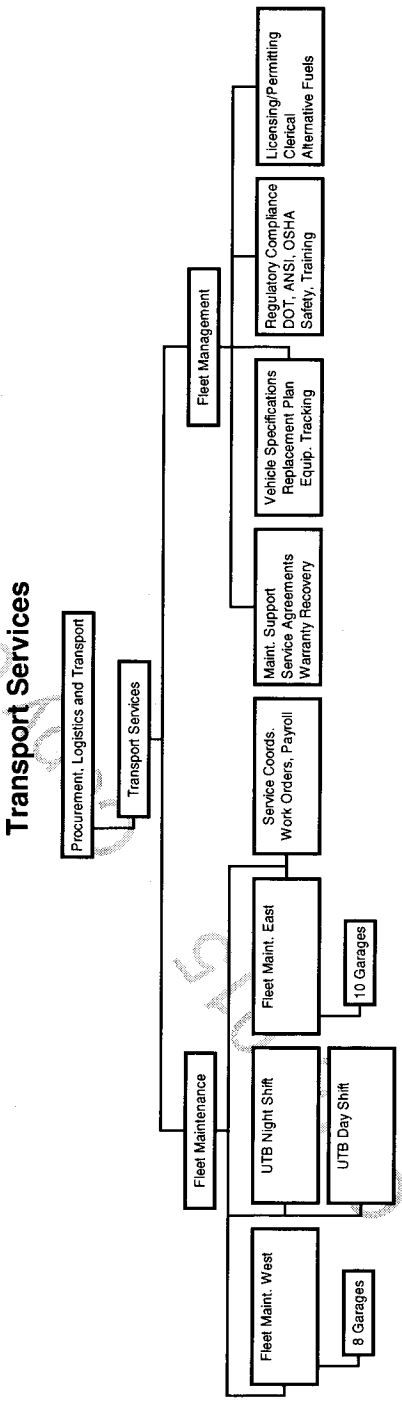 Transport Services
Procurement, Logistics and Transport
Transport Services
Fleet Maintenance
Fleet Management
Fleet Maint. West
8 Garages
UTB Night Shift
UTB Day Shift
Fleet Maint. East
10 Garages
Service Coords.
Work Orders, Payroll
Maint. Support
Service Agreements
Warranty Recovery
Vehicle Specifications
Replacement Plan
Equip. Tracking
Regulatory Compliance
DOT, ANSI, OSHA
Safety, Training
Licensing/Permitting
Clerical
Alternative Fuels